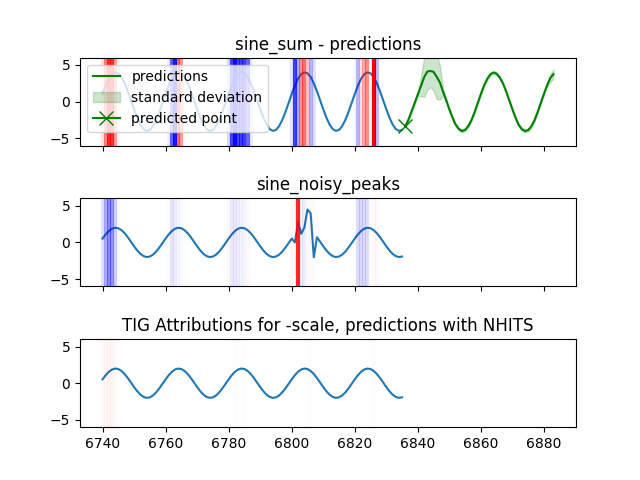 sine_sum - predictions
5
0
−5
predictions
standard deviation
predicted point
sine_noisy_peaks
5
0
−5
TIG Attributions for -scale, predictions with NHITS
5
0
−5
6740 6760 6780 6800 6820 6840 6860 6880